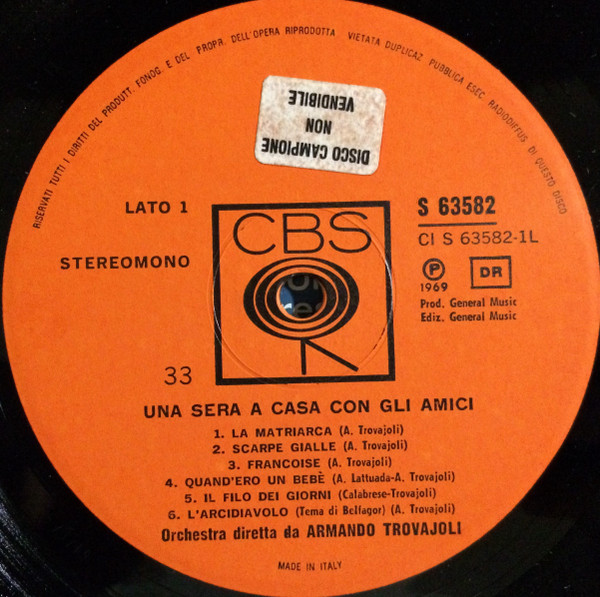 RISERVATI TUTTI I DIRITTI DEL PRODUTT. FONOG. E DEL PROPR. DELL'OPERA RIPRODOTTA VIETATA DUPLICAZ. PUBBLICA ESEC. RADIODIFFUS. DI QUESTO DISCO
DISCO CAMPIONE
NON
VENDIBILE
LATO 1
STEREOMONO
33
CBS
S 63582
CI S 63582-1L
P
1969
DR
Prod. General Music
Ediz. General Music
UNA SERA A CASA CON GLI AMICI
1. LA MATRIARCA (A. Trovajoli)
2. SCARPE GIALLE (A. Trovajoli)
3. FRANCOISE (A. Trovajoli)
4. QUAND'ERO UN BEBÈ (A. Lattuada-A. Trovajoli)
5. IL FILO DEI GIORNI (Calabrese-Trovajoli)
6. L'ARCIDIAVOLO (Tema di Belfagor) (A. Trovajoli)
Orchestra diretta da ARMANDO TROVAJOLI
MADE IN ITALY